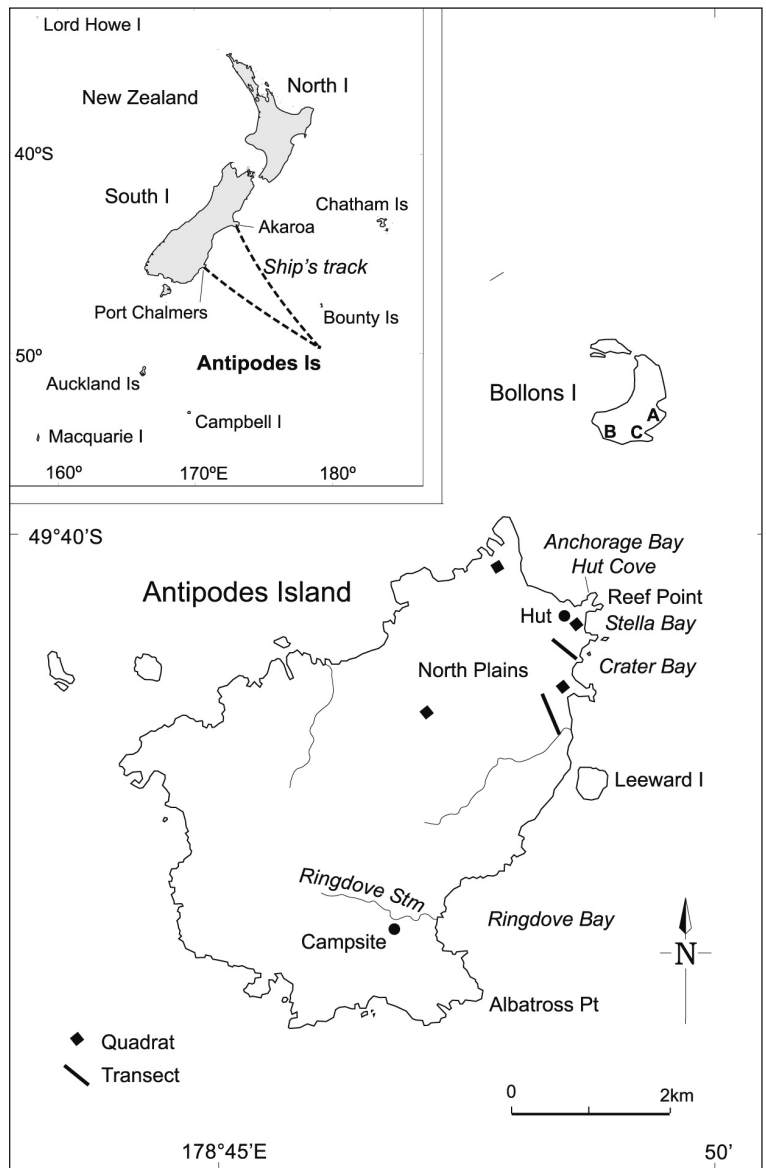 Lord Howe I
North I
New Zealand
40ºS
South I
Chatham Is
Akaroa
Ship's track
Port Chalmers
Bounty Is
50º
Antipodes Is
Auckland Is
Campbell I
Macquarie I
160º
170ºE
180º
Bollons I
A
B
C
49°40'S
Anchorage Bay
Hut Cove
Antipodes Island
Reef Point
Hut
Stella Bay
North Plains
Crater Bay
Leeward I
Ringdove Stm
Ringdove Bay
Campsite
N
Albatross Pt
Quadrat
Transect
0
2km
178°45'E
50'